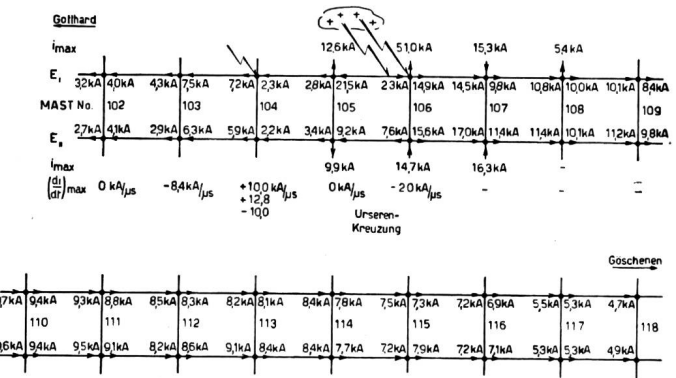 Gotthard
imax 12,6kA 51,0kA 15,3kA 5,4kA
EI 3,2kA 4,0kA 4,3kA 7,5kA 7,2kA 2,3kA 2,8kA 21,5kA 23kA 14,9kA 14,5kA 9,8kA 10,8kA 10,0kA 10,1kA 8,4kA
MAST No. 102 103 104 105 106 107 108 109
EII 2,7kA 4,1kA 2,9kA 6,3kA 5,9kA 2,2kA 3,4kA 9,2kA 7,6kA 15,6kA 17,0kA 11,4kA 11,4kA 10,1kA 11,2kA 9,8kA
imax 9,9kA 14,7kA 16,3kA - -
(di/dt)max 0 kA/µs -8,4kA/µs +10,0kA/µs 0kA/µs -20kA/µs - - -
+12,8
-10,0
Urseren-
Kreuzung
Göschenen
,7kA 9,4kA 9,3kA 8,8kA 8,5kA 8,3kA 8,2kA 8,1kA 8,4kA 7,8kA 7,5kA 7,3kA 7,2kA 6,9kA 5,5kA 5,3kA 4,7kA
110 111 112 113 114 115 116 117 118
,6kA 9,4kA 9,5kA 9,1kA 8,2kA 8,6kA 9,1kA 8,4kA 8,4kA 7,7kA 7,2kA 7,9kA 7,2kA 7,1kA 5,3kA 5,3kA 4,9kA